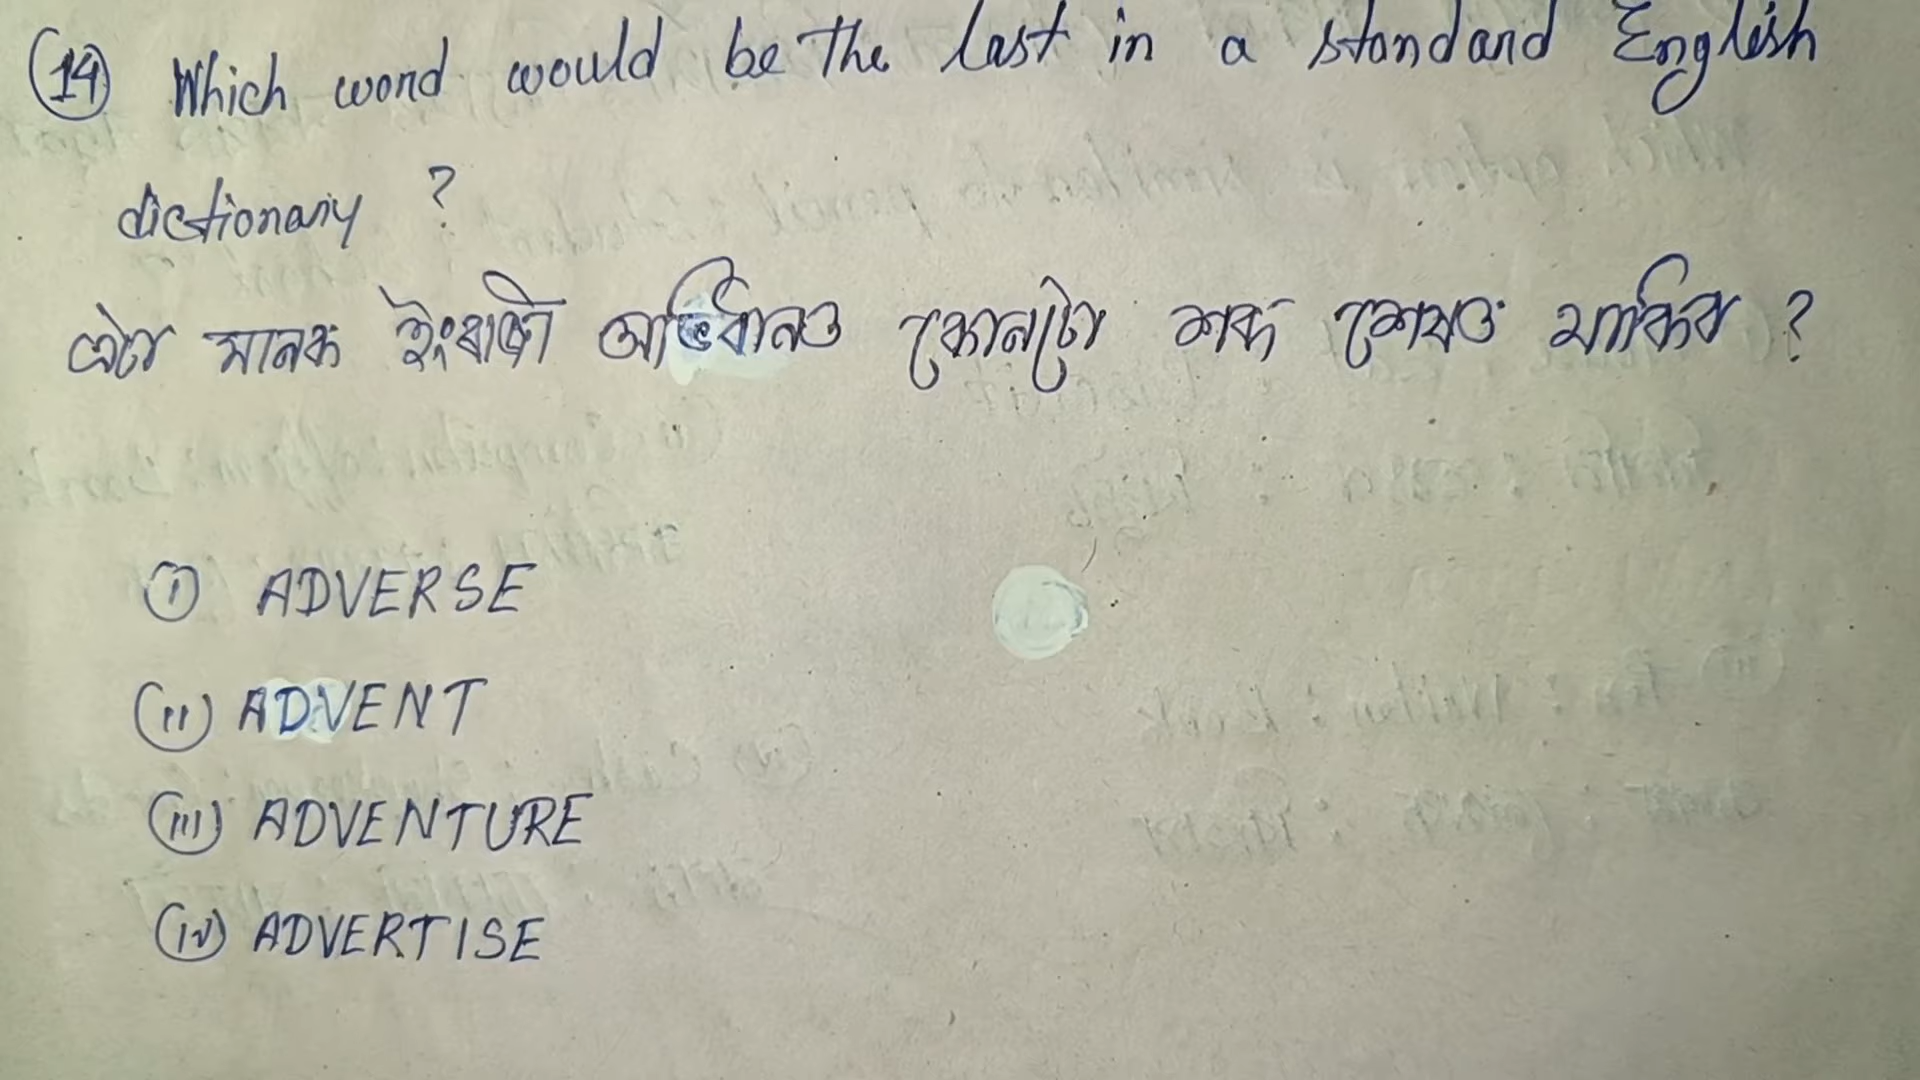 (14) Which word would be the last in a standard English
dictionary ?
এটা মানক ইংৰাজী অভিধানত কোনটো শব্দ শেষত থাকিব ?
(i) ADVERSE
(ii) ADVENT
(iii) ADVENTURE
(iv) ADVERTISE